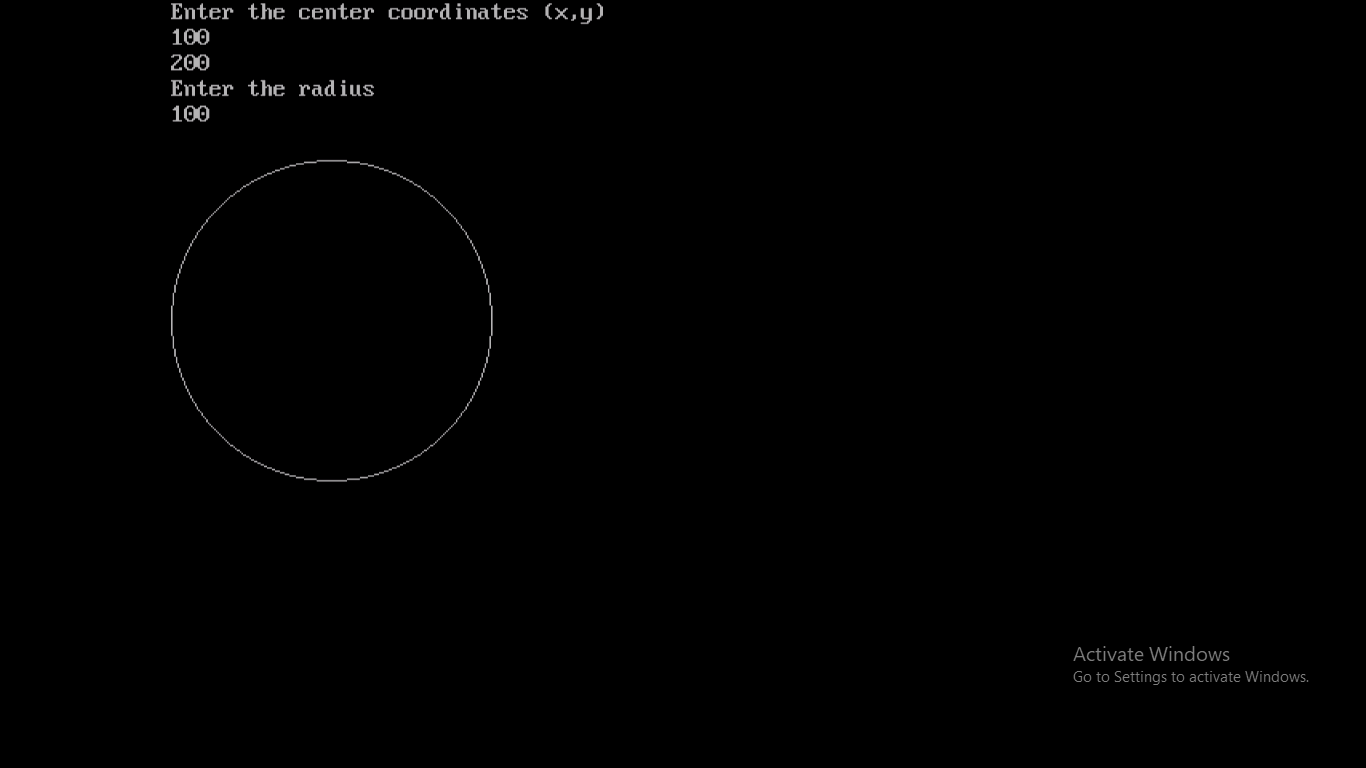 Enter the center coordinates (x,y)
100
200
Enter the radius
100
Activate Windows
Go to Settings to activate Windows.